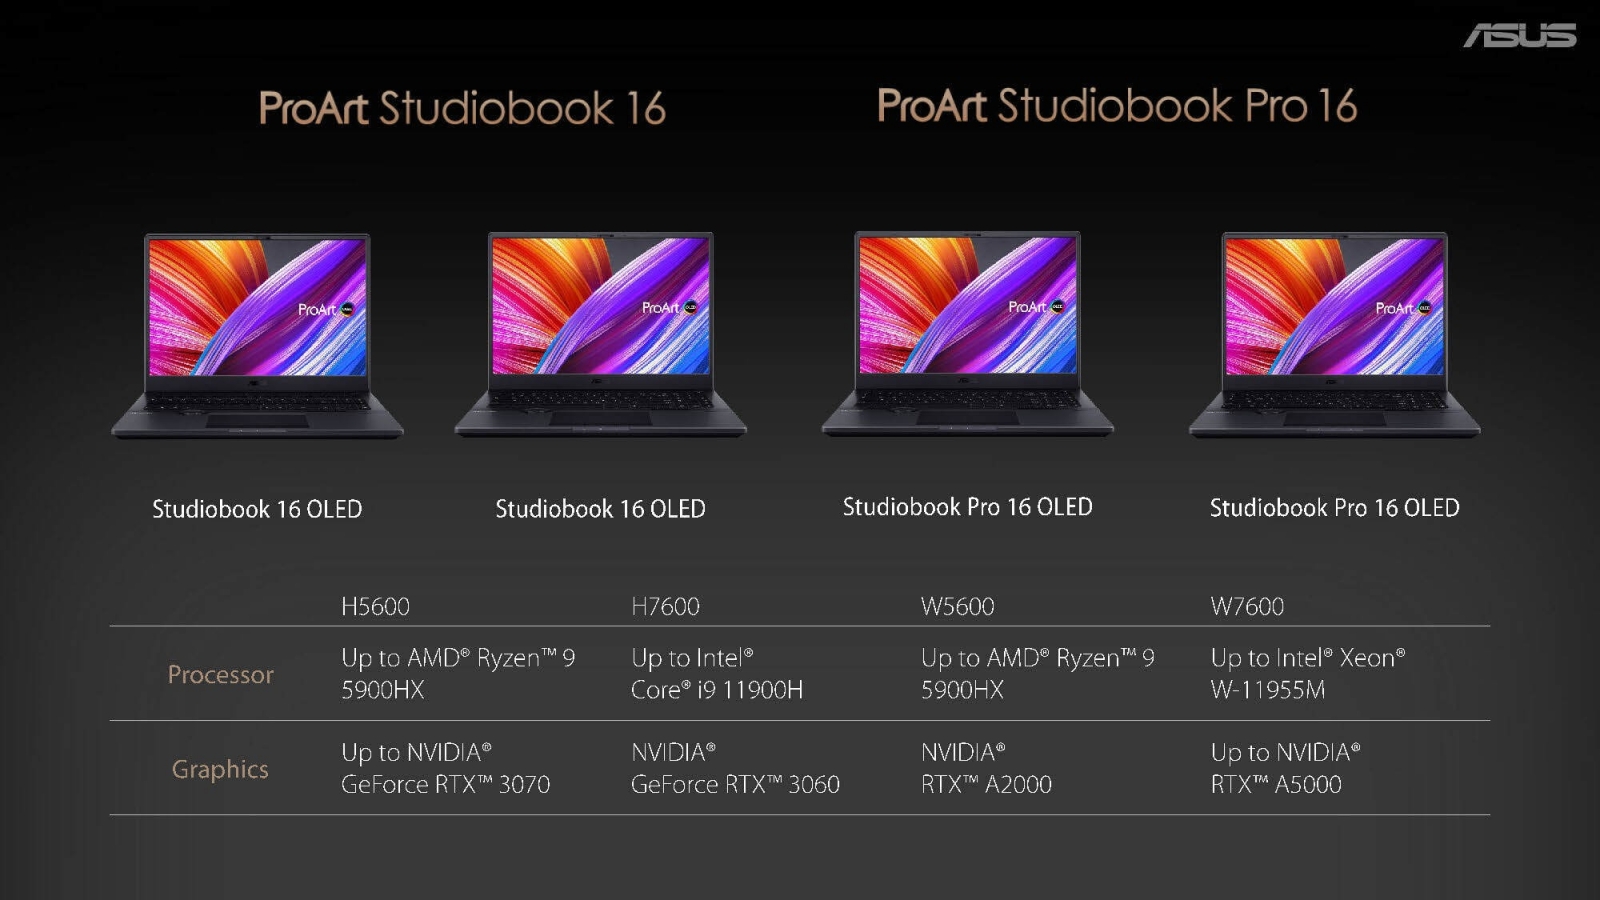 ASUS
ProArt Studiobook 16
ProArt Studiobook Pro 16
ProArt
ProArt OLED
ProArt OLED
ProArt OLED
Studiobook 16 OLED
Studiobook 16 OLED
Studiobook Pro 16 OLED
Studiobook Pro 16 OLED
H5600
H7600
W5600
W7600
Processor
Up to AMD® Ryzen™ 9
5900HX
Up to Intel®
Core® i9 11900H
Up to AMD® Ryzen™ 9
5900HX
Up to Intel® Xeon®
W-11955M
Graphics
Up to NVIDIA®
GeForce RTX™ 3070
NVIDIA®
GeForce RTX™ 3060
NVIDIA®
RTX™ A2000
Up to NVIDIA®
RTX™ A5000